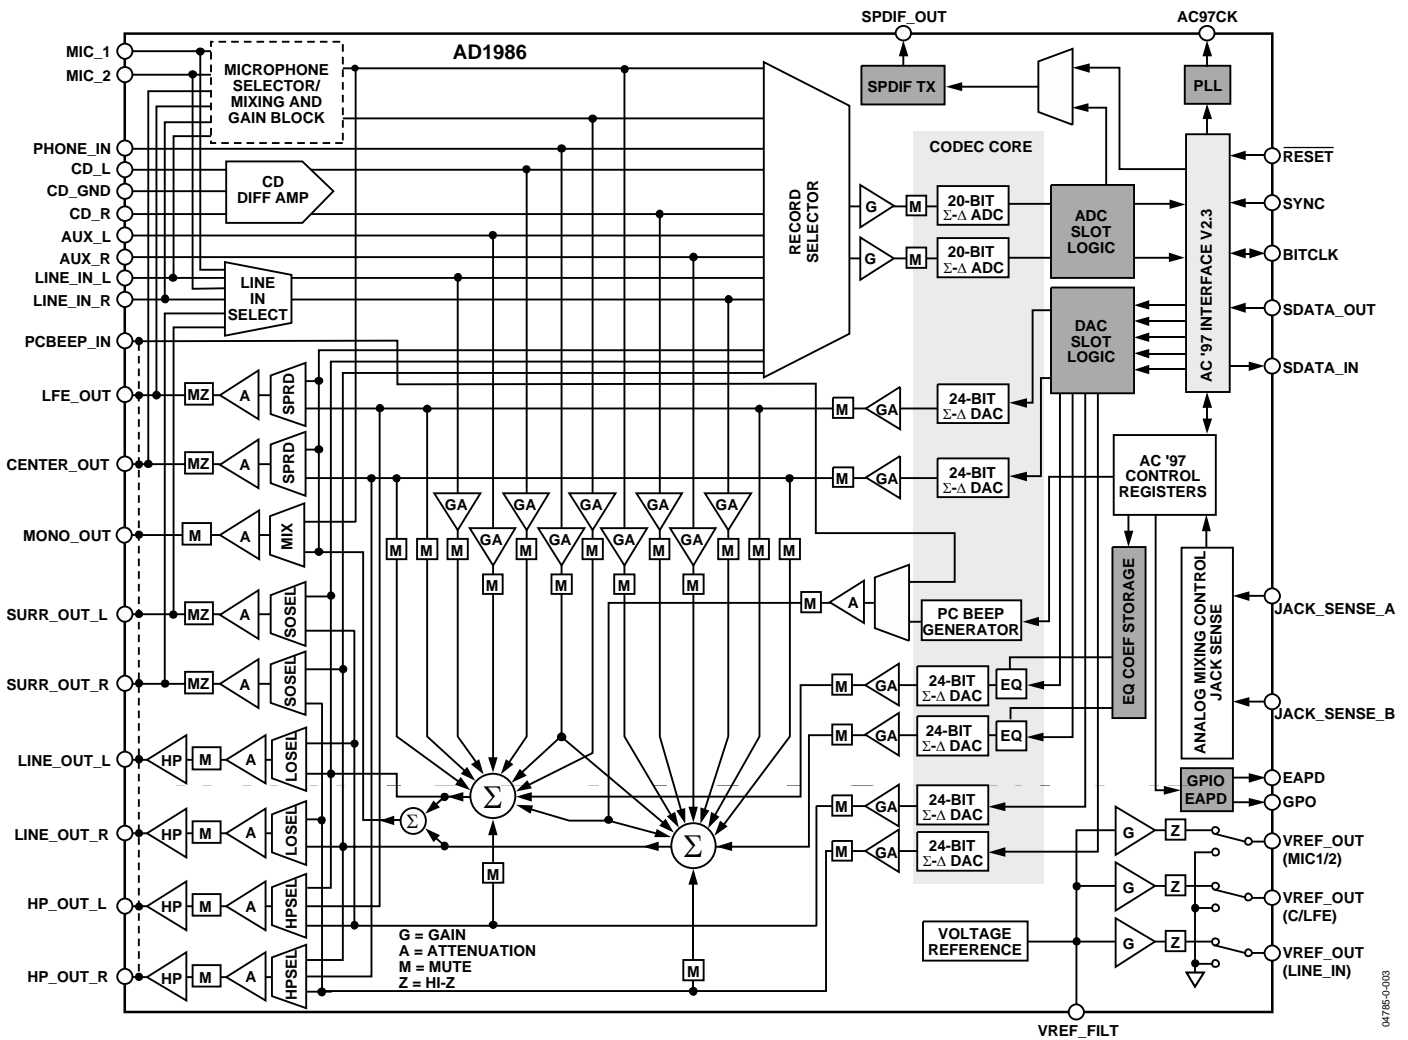 SPDIF_OUT
AC97CK
AD1986
MIC_1
MIC_2
MICROPHONE
SELECTOR/
MIXING AND
GAIN BLOCK
SPDIF TX
PLL
PHONE_IN
CD_L
CD_GND
CD_R
AUX_L
AUX_R
LINE_IN_L
LINE_IN_R
PCBEEP_IN
CD
DIFF AMP
LINE
IN
SELECT
RECORD
SELECTOR
CODEC CORE
G
M
20-BIT
Σ-Δ ADC
G
M
20-BIT
Σ-Δ ADC
ADC
SLOT
LOGIC
DAC
SLOT
LOGIC
AC '97 INTERFACE V2.3
RESET
SYNC
BITCLK
SDATA_OUT
SDATA_IN
LFE_OUT
MZ
A
SPRD
M
GA
24-BIT
Σ-Δ DAC
CENTER_OUT
MZ
A
SPRD
M
GA
24-BIT
Σ-Δ DAC
AC '97
CONTROL
REGISTERS
MONO_OUT
M
A
MIX
GA
GA
GA
GA
GA
GA
GA
GA
GA
M
M
M
M
M
M
M
M
M
M
M
M
M
SURR_OUT_L
MZ
A
SOSEL
M
A
PC BEEP
GENERATOR
EQ COEF STORAGE
ANALOG MIXING CONTROL
JACK SENSE
JACK_SENSE_A
JACK_SENSE_B
SURR_OUT_R
MZ
A
SOSEL
M
GA
24-BIT
Σ-Δ DAC
EQ
M
GA
24-BIT
Σ-Δ DAC
EQ
LINE_OUT_L
HP
M
A
LOSEL
Σ
Σ
Σ
M
GA
24-BIT
Σ-Δ DAC
GPIO
EAPD
EAPD
GPO
LINE_OUT_R
HP
M
A
LOSEL
M
GA
24-BIT
Σ-Δ DAC
G
Z
VREF_OUT
(MIC1/2)
HP_OUT_L
HP
M
A
HPSEL
M
G
Z
VREF_OUT
(C/LFE)
G = GAIN
A = ATTENUATION
M = MUTE
Z = HI-Z
VOLTAGE
REFERENCE
G
Z
VREF_OUT
(LINE_IN)
HP_OUT_R
HP
M
A
HPSEL
M
VREF_FILT
04785-0-003